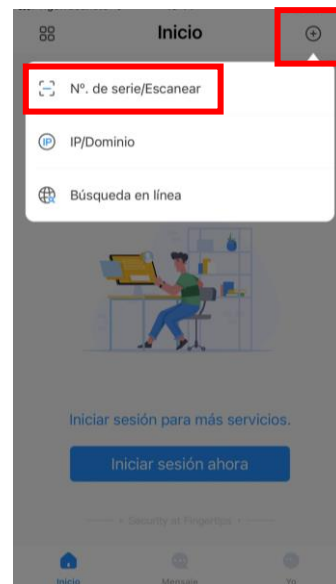 Inicio
Nº. de serie/Escanear
IP
IP/Dominio
Búsqueda en línea
Iniciar sesión para más servicios.
Iniciar sesión ahora
Security at Fingertips
Inicio
Mensaje
Yo